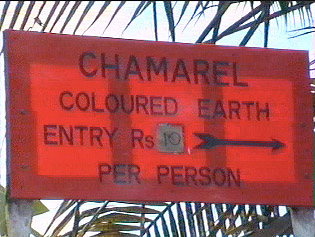 CHAMAREL
COLOURED EARTH
ENTRY Rs 10
PER PERSON